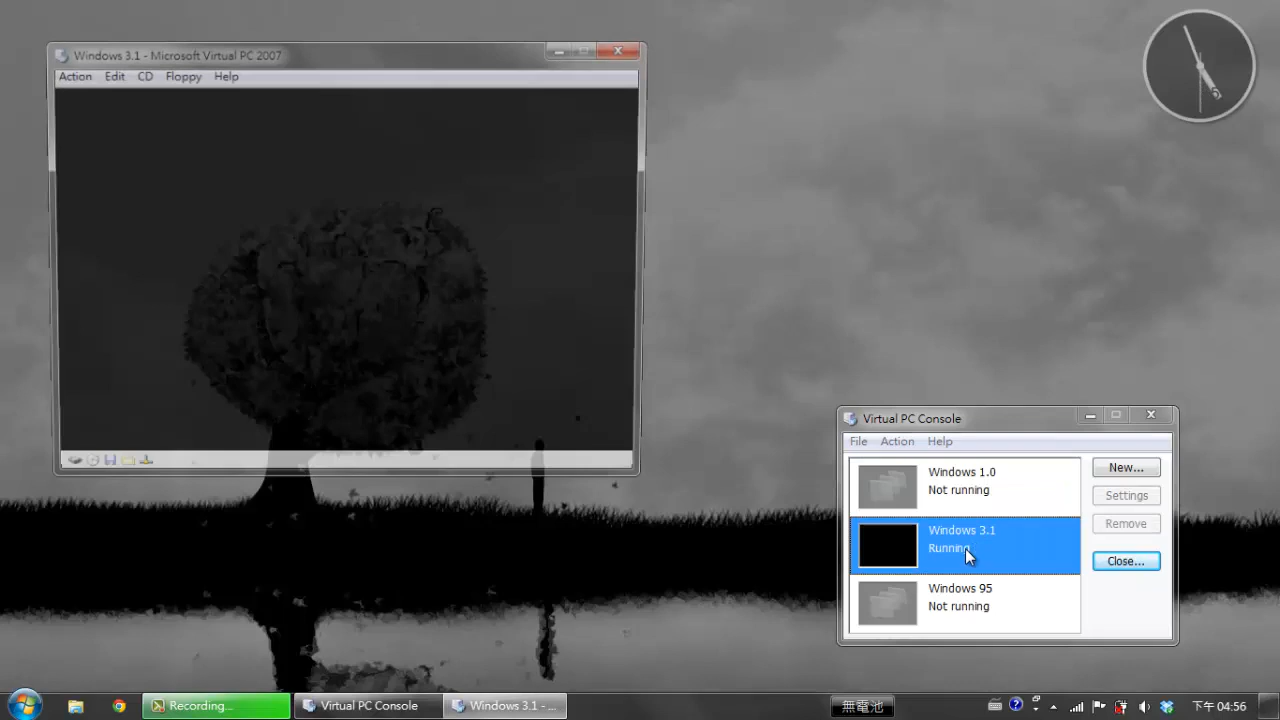 Windows 3.1 - Microsoft Virtual PC 2007
Action Edit CD Floppy Help
Virtual PC Console
File Action Help
Windows 1.0
Not running
Windows 3.1
Running
Windows 95
Not running
New...
Settings
Remove
Close...
Recording...
Virtual PC Console
Windows 3.1 - ...
無電池
下午 04:56